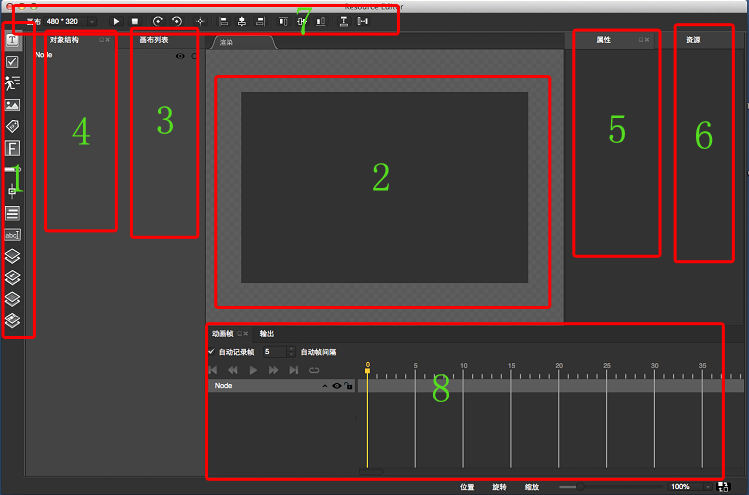 Resource Editor
画布 480 * 320
7
对象结构
画布列表
渲染
属性
资源
Node
T
F
1
abc
4
3
2
5
6
动画帧 输出
自动记录帧 5 自动帧间隔
0 5 10 15 20 25 30 35
Node
8
位置 旋转 缩放 100%